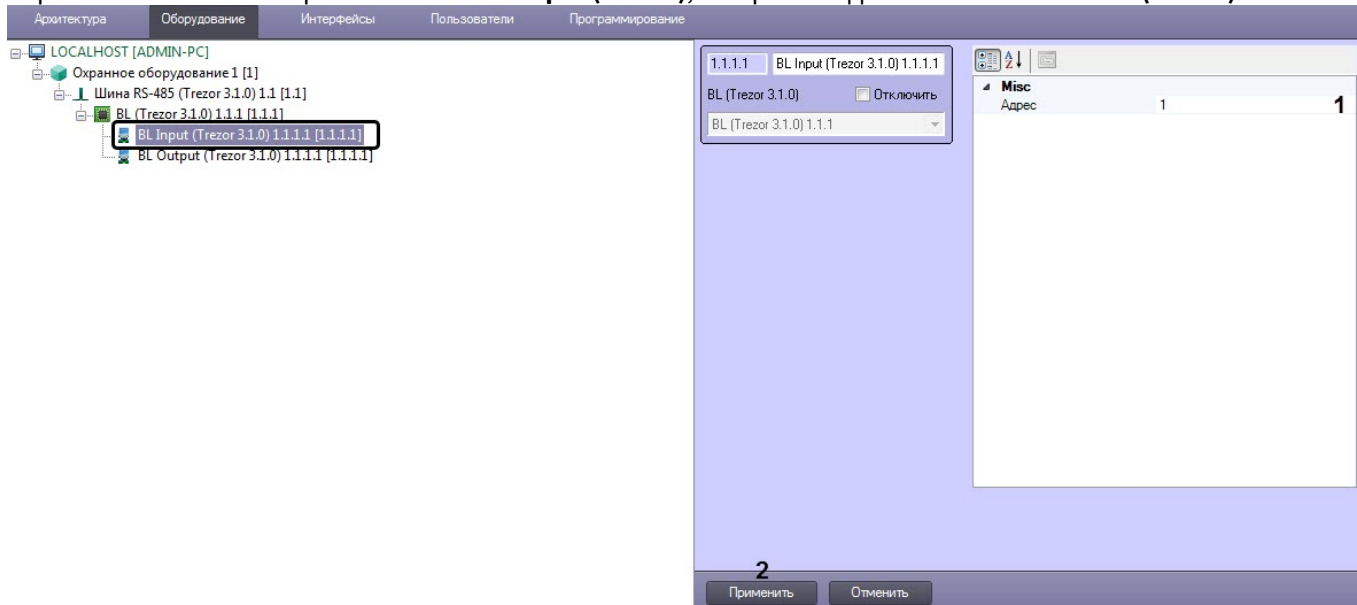 Архитектура Оборудование Интерфейсы Пользователи Программирование
LOCALHOST [ADMIN-PC]
Охранное оборудование 1 [1]
Шина RS-485 (Trezor 3.1.0) 1.1 [1.1]
BL (Trezor 3.1.0) 1.1.1 [1.1.1]
BL Input (Trezor 3.1.0) 1.1.1.1 [1.1.1.1]
BL Output (Trezor 3.1.0) 1.1.1.1 [1.1.1.1]
1.1.1.1 BL Input (Trezor 3.1.0) 1.1.1.1
BL (Trezor 3.1.0) Отключить
BL (Trezor 3.1.0) 1.1.1
Misc
Адрес 1 1
2
Применить Отменить